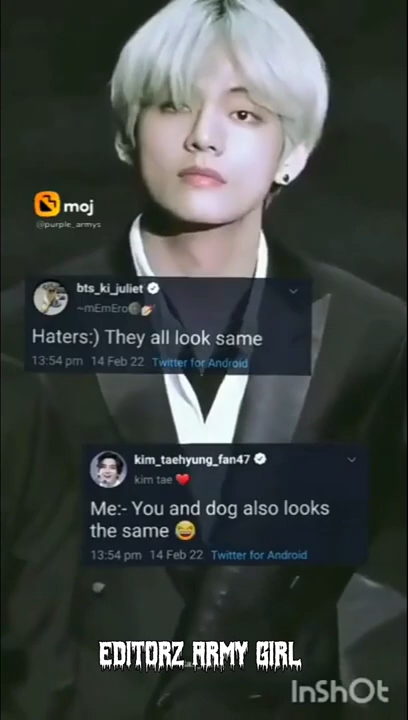 moj
@purple_armys
bts_ki_juliet
~mEmEro🌚💅
Haters:) They all look same
13:54 pm 14 Feb 22 Twitter for Android
kim_taehyung_fan47
kim tae ❤️
Me:- You and dog also looks
the same 😂
13:54 pm 14 Feb 22 Twitter for Android
EDITORZ ARMY GIRL
InShOt